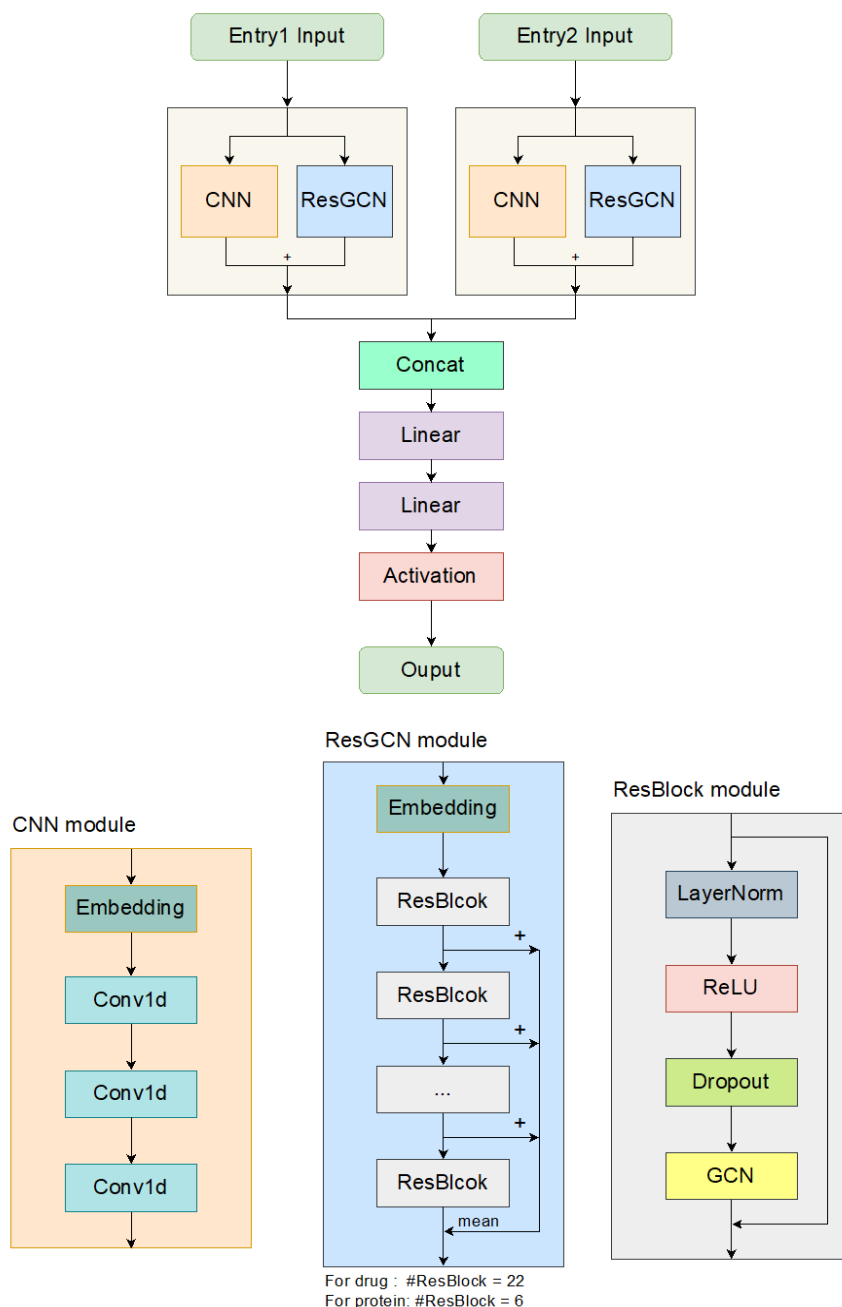 Entry1 Input
Entry2 Input
CNN
ResGCN
CNN
ResGCN
+
+
Concat
Linear
Linear
Activation
Ouput
ResGCN module
Embedding
ResBlcok
+
ResBlcok
+
...
+
ResBlcok
mean
For drug : #ResBlock = 22
For protein: #ResBlock = 6
CNN module
Embedding
Conv1d
Conv1d
Conv1d
ResBlock module
LayerNorm
ReLU
Dropout
GCN